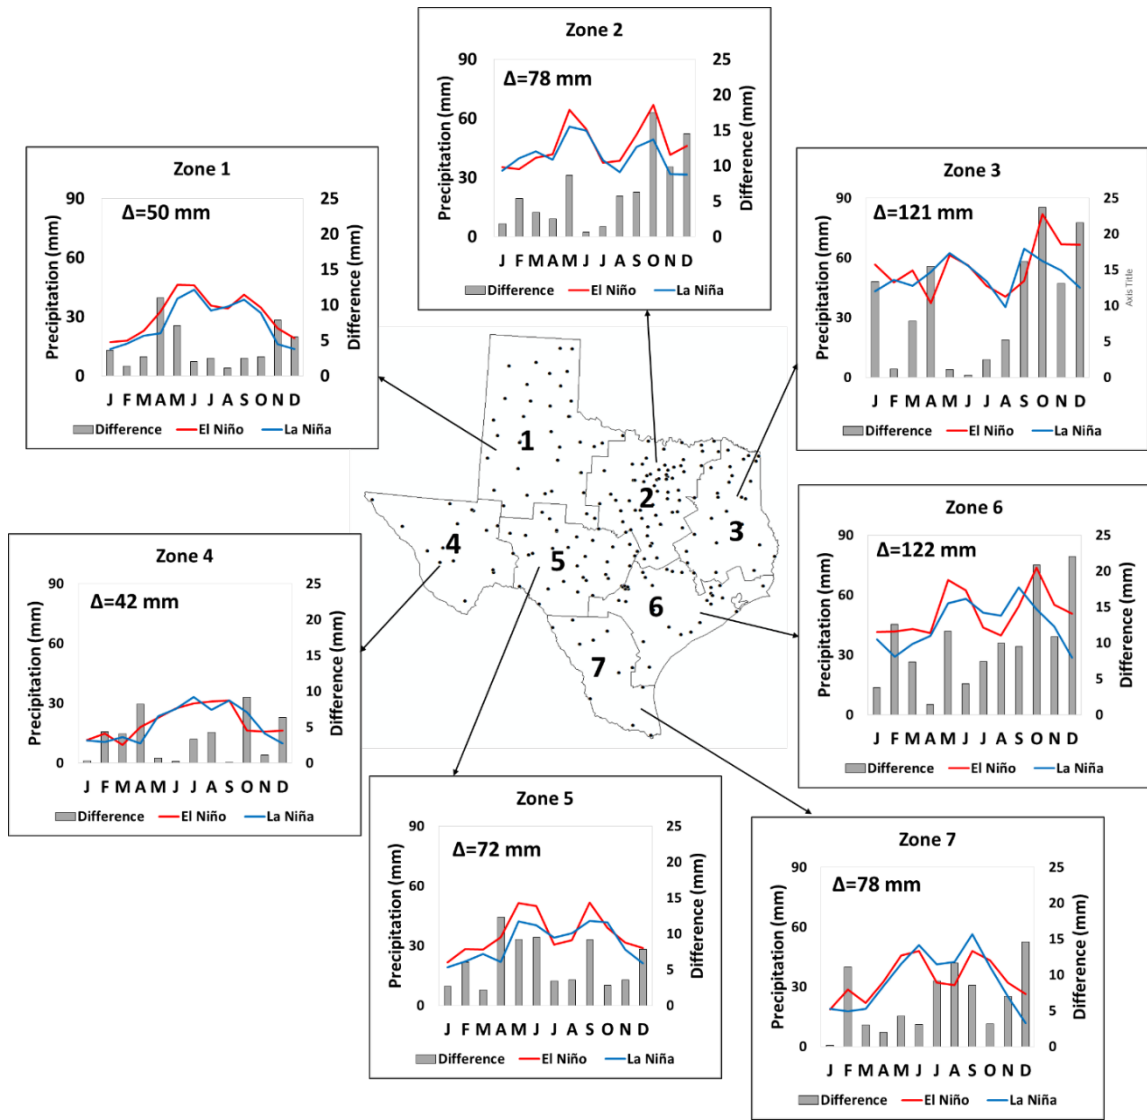 Zone 2
Δ=78 mm
Precipitation (mm)
90
60
30
0
25
20
15
10
5
0
Difference (mm)
J F M A M J J A S O N D
Difference El Niño La Niña
Zone 1
Δ=50 mm
Precipitation (mm)
90
60
30
0
25
20
15
10
5
0
Difference (mm)
J F M A M J J A S O N D
Difference El Niño La Niña
Zone 3
Δ=121 mm
Precipitation (mm)
90
60
30
0
25
20
15
10
5
0
Axis Title
J F M A M J J A S O N D
Difference El Niño La Niña
1
2
3
4
5
6
7
Zone 4
Δ=42 mm
Precipitation (mm)
90
60
30
0
25
20
15
10
5
0
Difference (mm)
J F M A M J J A S O N D
Difference El Niño La Niña
Zone 6
Δ=122 mm
Precipitation (mm)
90
60
30
0
25
20
15
10
5
0
Difference (mm)
J F M A M J J A S O N D
Difference El Niño La Niña
Zone 5
Δ=72 mm
Precipitation (mm)
90
60
30
0
25
20
15
10
5
0
Difference (mm)
J F M A M J J A S O N D
Difference El Niño La Niña
Zone 7
Δ=78 mm
Precipitation (mm)
90
60
30
0
25
20
15
10
5
0
Difference (mm)
J F M A M J J A S O N D
Difference El Niño La Niña